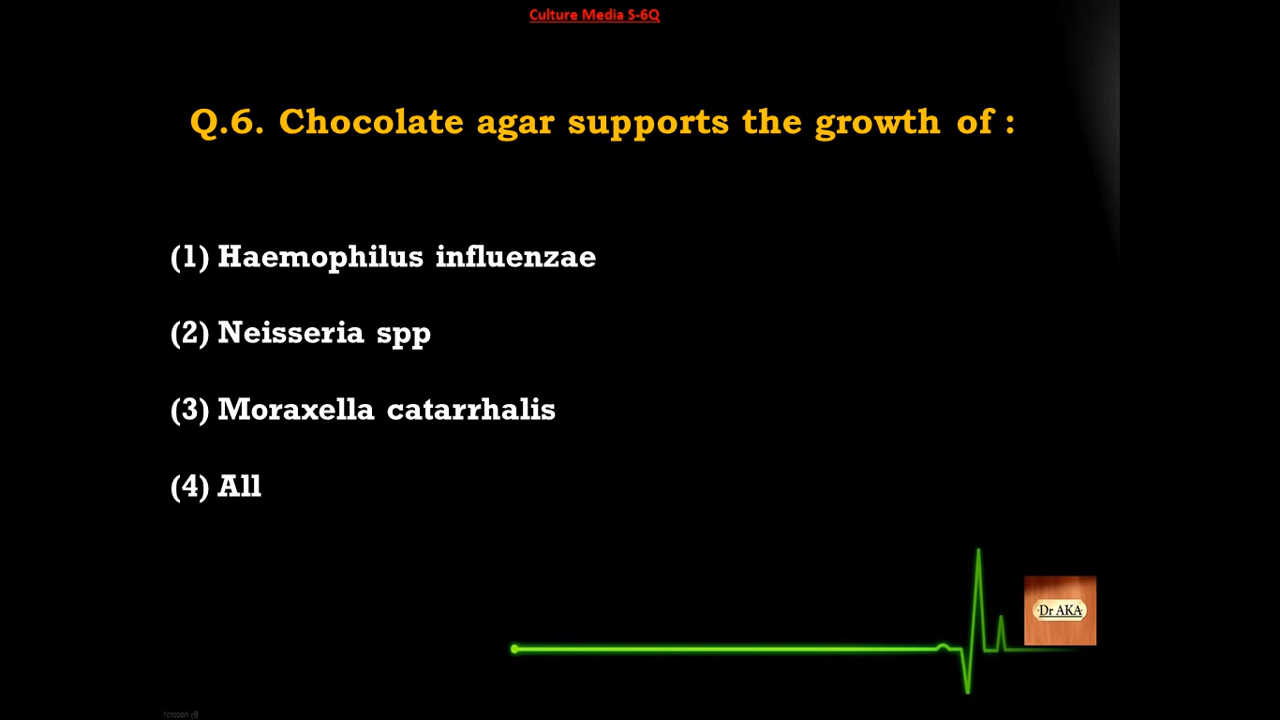 Culture Media S-6Q
Q.6. Chocolate agar supports the growth of :
(1) Haemophilus influenzae
(2) Neisseria spp
(3) Moraxella catarrhalis
(4) All
Dr AKA